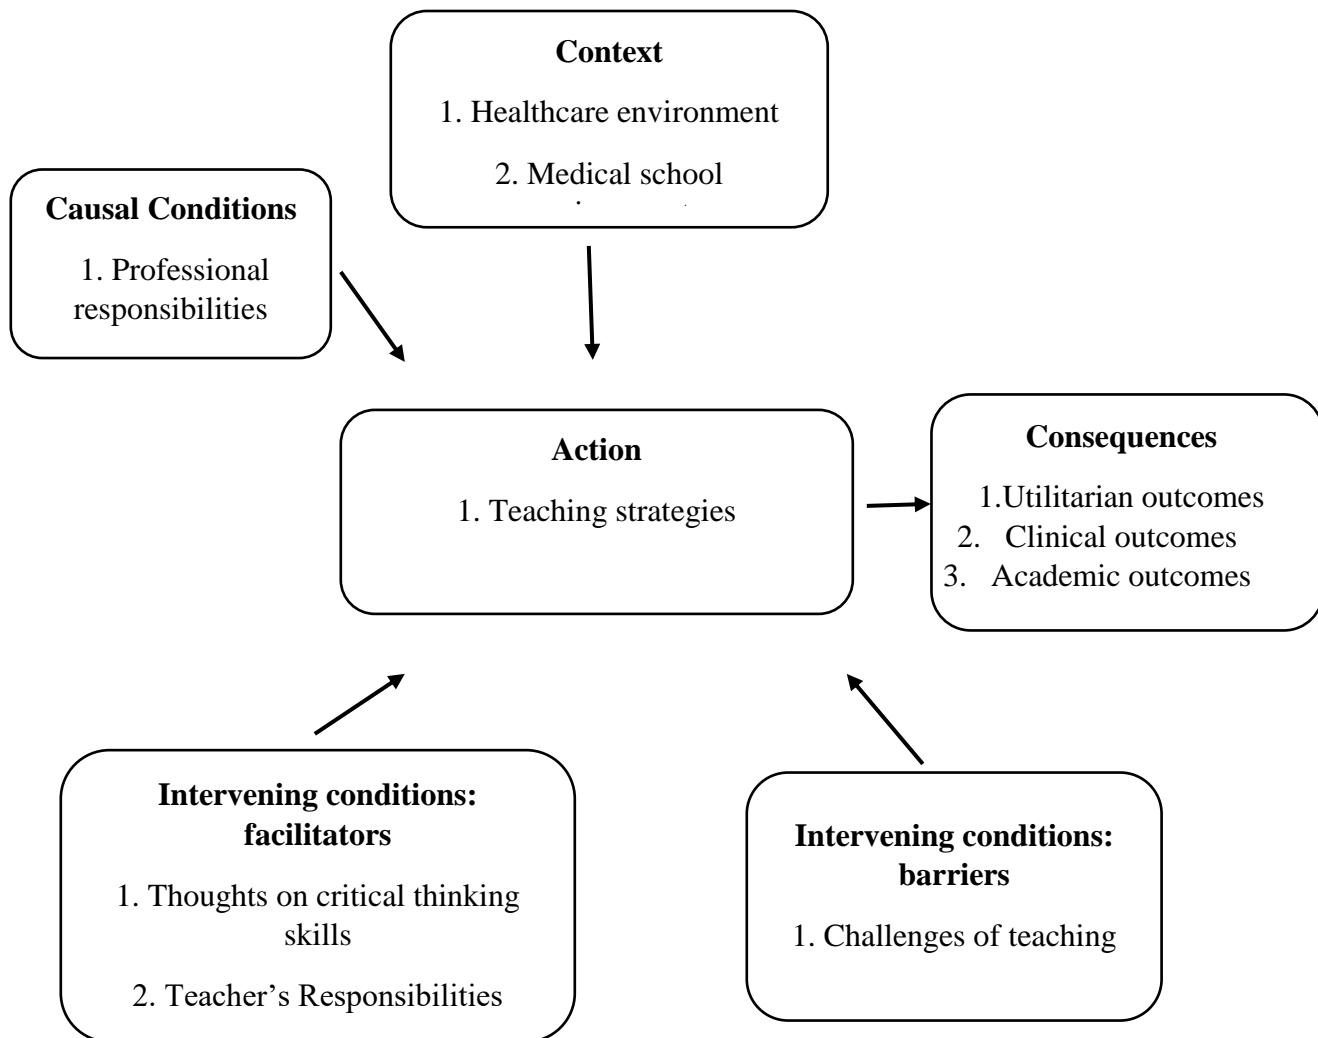 Context
1. Healthcare environment
2. Medical school
Causal Conditions
1. Professional
responsibilities
Action
1. Teaching strategies
Consequences
1.Utilitarian outcomes
2. Clinical outcomes
3. Academic outcomes
Intervening conditions:
facilitators
1. Thoughts on critical thinking
skills
2. Teacher’s Responsibilities
Intervening conditions:
barriers
1. Challenges of teaching